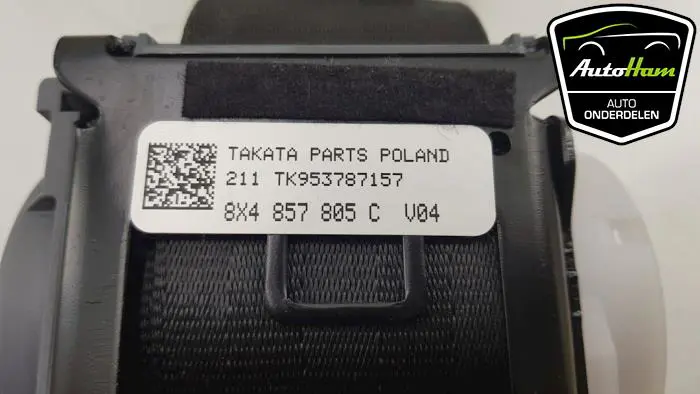 AutoHam
AUTO
ONDERDELEN
TAKATA PARTS POLAND
211 TK953787157
8X4 857 805 C V04